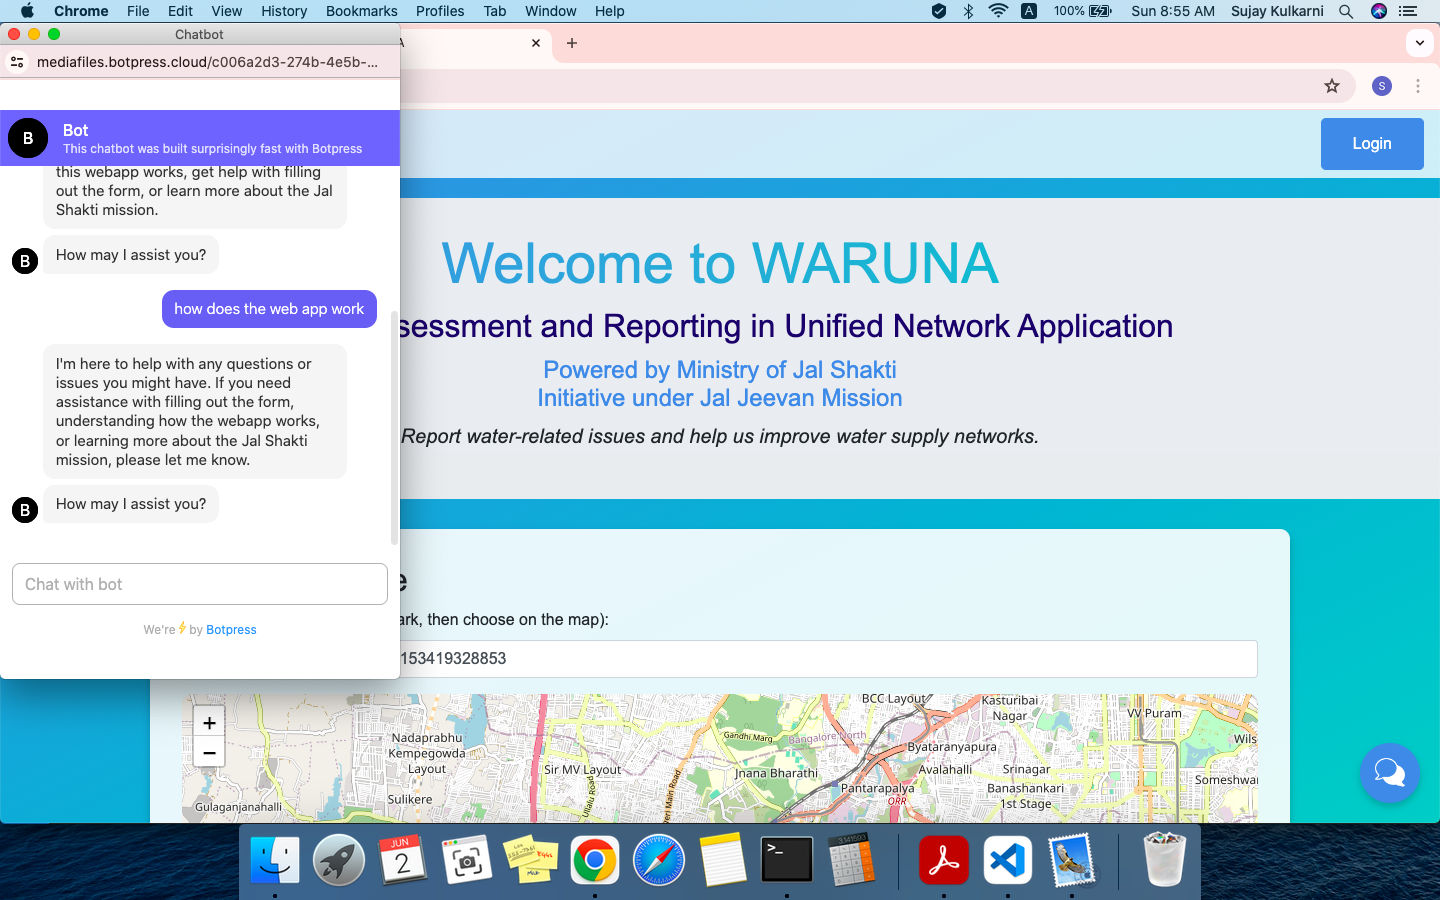 Chrome File Edit View History Bookmarks Profiles Tab Window Help A 100% Sun 8:55 AM Sujay Kulkarni
Chatbot
mediafiles.botpress.cloud/c006a2d3-274b-4e5b-...
B
Bot
This chatbot was built surprisingly fast with Botpress
this webapp works, get help with filling
out the form, or learn more about the Jal
Shakti mission.
B
How may I assist you?
how does the web app work
I'm here to help with any questions or
issues you might have. If you need
assistance with filling out the form,
understanding how the webapp works,
or learning more about the Jal Shakti
mission, please let me know.
B
How may I assist you?
Chat with bot
We're ⚡ by Botpress
A
S
Login
Welcome to WARUNA
sessment and Reporting in Unified Network Application
Powered by Ministry of Jal Shakti
Initiative under Jal Jeevan Mission
Report water-related issues and help us improve water supply networks.
e
ark, then choose on the map):
153419328853
+
−
Nadaprabhu
Kempegowda
Layout
Sulikere
Gulaganjanahalli
Sir MV Layout
Ullalu Road
eri Main Road
Gandhi Marg
Bangalore North
Jnana Bharathi
BCC Layout
Kasturibai
Nagar
VV Puram
Wils
Byataranyapura
Avalahalli
Srinagar
Pantarapalya
ORR
Banashankari
1st Stage
Someshwar
JUN
2
>_
3.141593